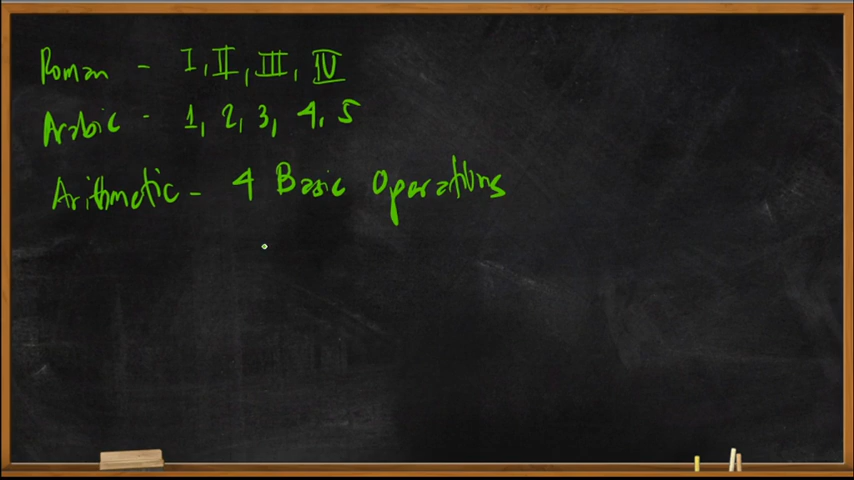 Roman - I, II, III, IV
Arabic - 1, 2, 3, 4, 5
Arithmetic - 4 Basic Operations